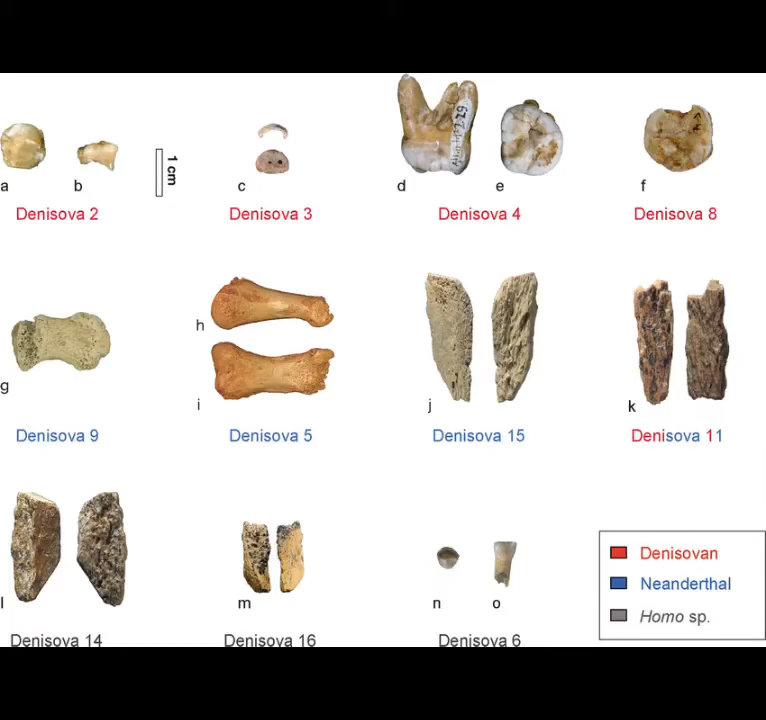 1 cm
a
b
c
d
e
f
Denisova 2
Denisova 3
Denisova 4
Denisova 8
g
h
i
j
k
Denisova 9
Denisova 5
Denisova 15
Denisova 11
l
m
n
o
Denisova 14
Denisova 16
Denisova 6
Denisovan
Neanderthal
Homo sp.